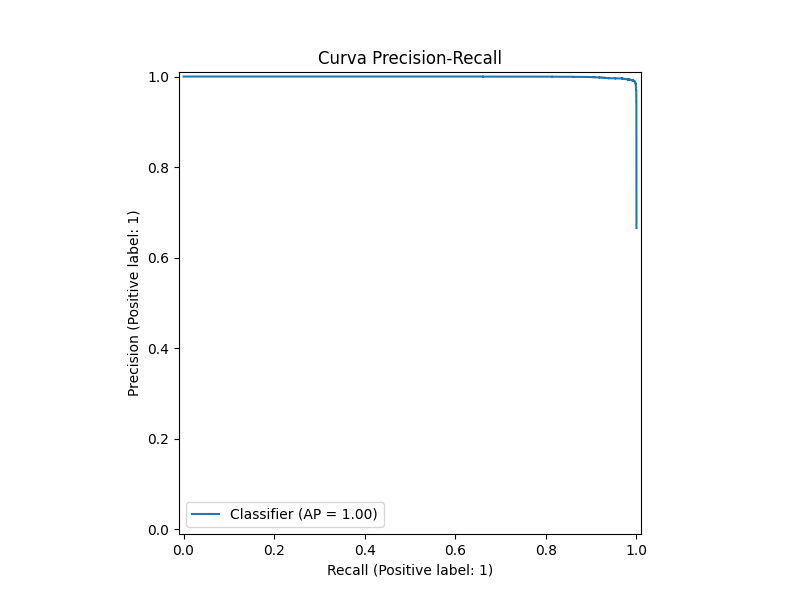 Curva Precision-Recall
1.0
0.8
0.6
0.4
0.2
0.0
Precision (Positive label: 1)
Classifier (AP = 1.00)
0.0 0.2 0.4 0.6 0.8 1.0
Recall (Positive label: 1)